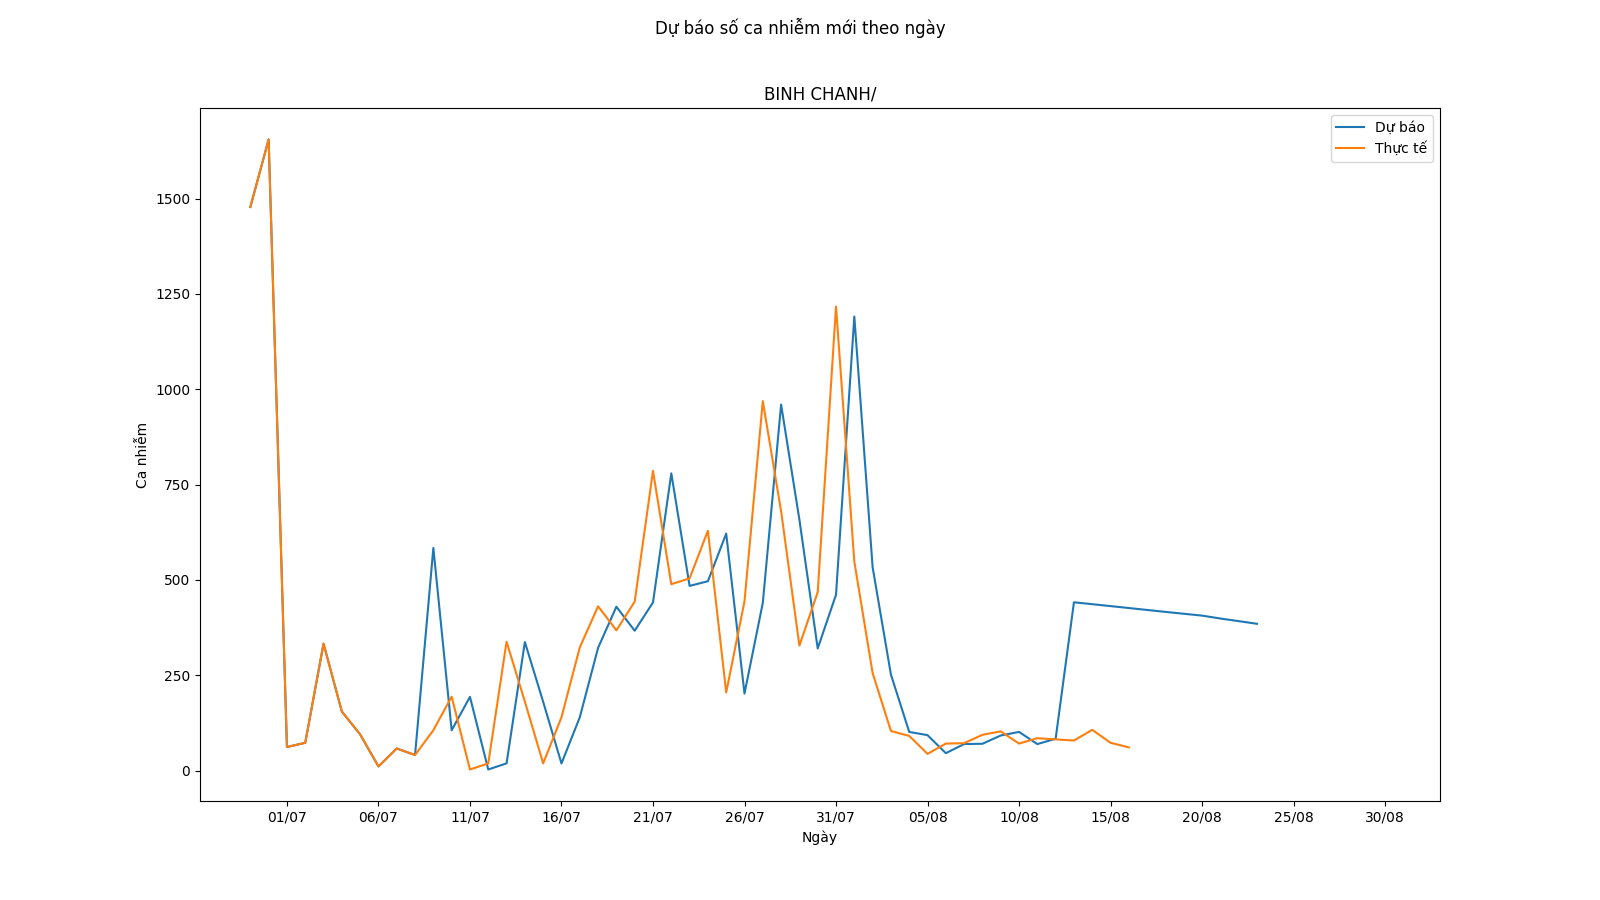 Dự báo số ca nhiễm mới theo ngày
BINH CHANH/
Dự báo
Thực tế
1500
1250
1000
750
500
250
0
Ca nhiễm
01/07 06/07 11/07 16/07 21/07 26/07 31/07 05/08 10/08 15/08 20/08 25/08 30/08
Ngày